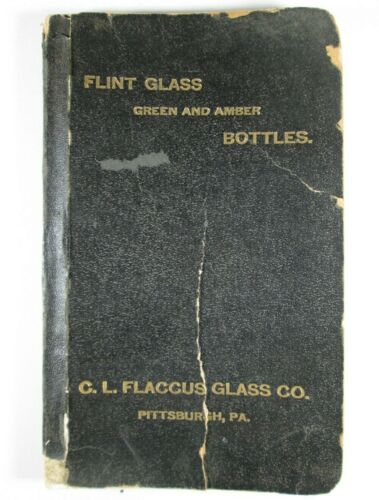 FLINT GLASS
GREEN AND AMBER
BOTTLES.
C. L. FLACCUS GLASS CO.
PITTSBURGH, PA.